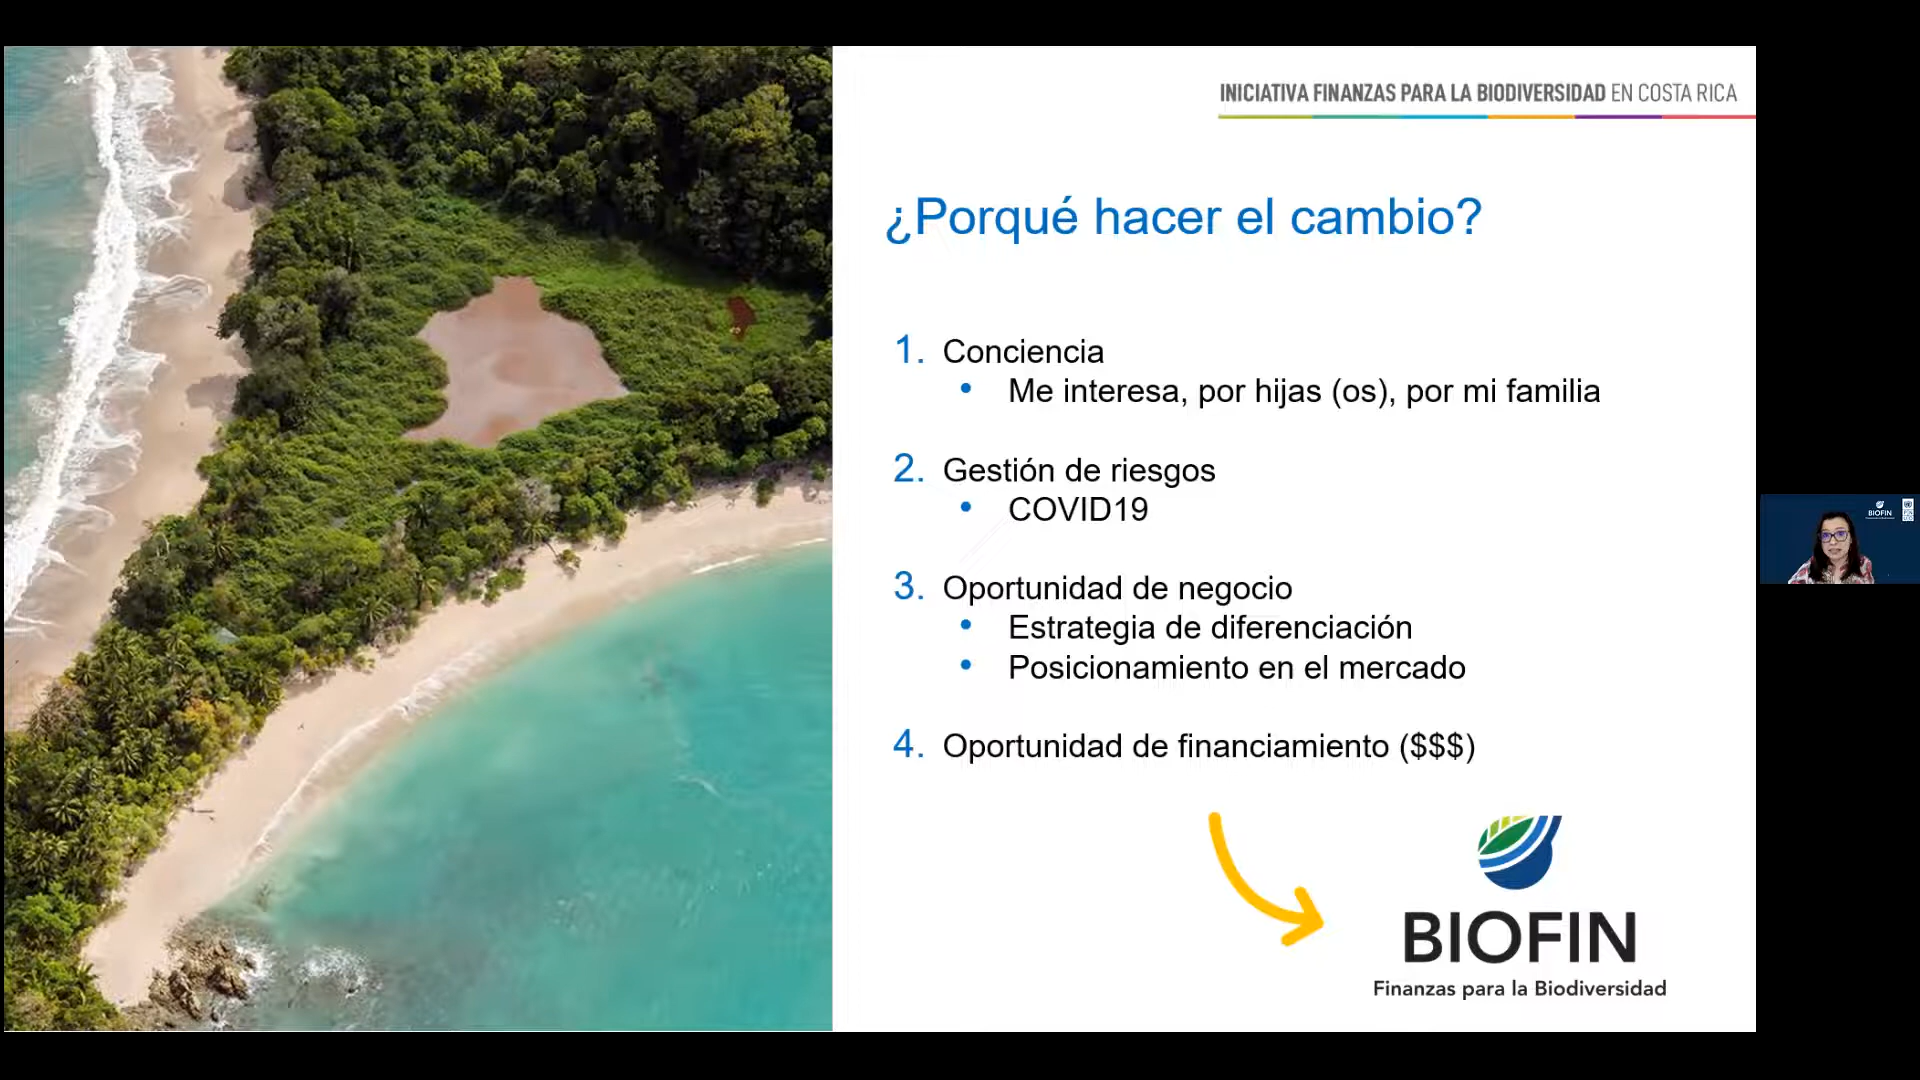 INICIATIVA FINANZAS PARA LA BIODIVERSIDAD EN COSTA RICA
¿Porqué hacer el cambio?
1. Conciencia
• Me interesa, por hijas (os), por mi familia
2. Gestión de riesgos
• COVID19
3. Oportunidad de negocio
• Estrategia de diferenciación
• Posicionamiento en el mercado
4. Oportunidad de financiamiento ($$$)
BIOFIN
Finanzas para la Biodiversidad
BIOFIN